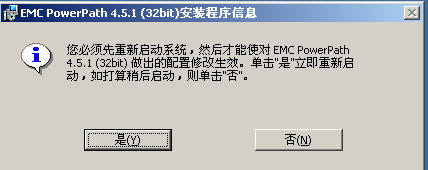 EMC PowerPath 4.5.1 (32bit)安装程序信息
您必须先重新启动系统，然后才能使对 EMC PowerPath
4.5.1 (32bit) 做出的配置修改生效。单击"是"立即重新启
动，如打算稍后启动，则单击"否"。
是(Y)
否(N)